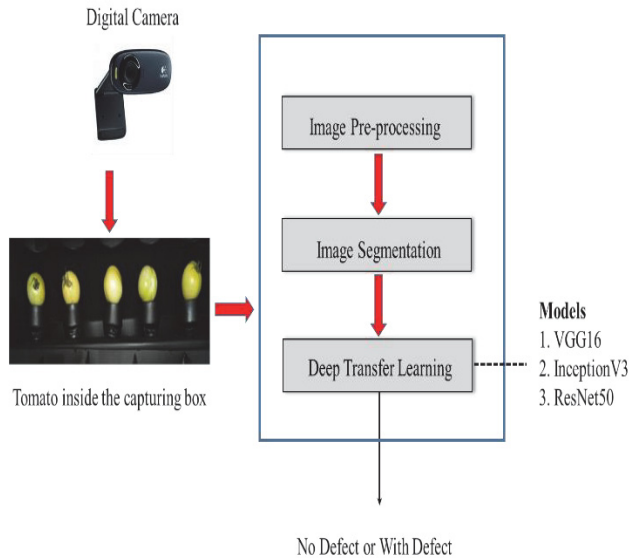 Digital Camera
Image Pre-processing
Image Segmentation
Deep Transfer Learning
Tomato inside the capturing box
Models
1. VGG16
2. InceptionV3
3. ResNet50
No Defect or With Defect